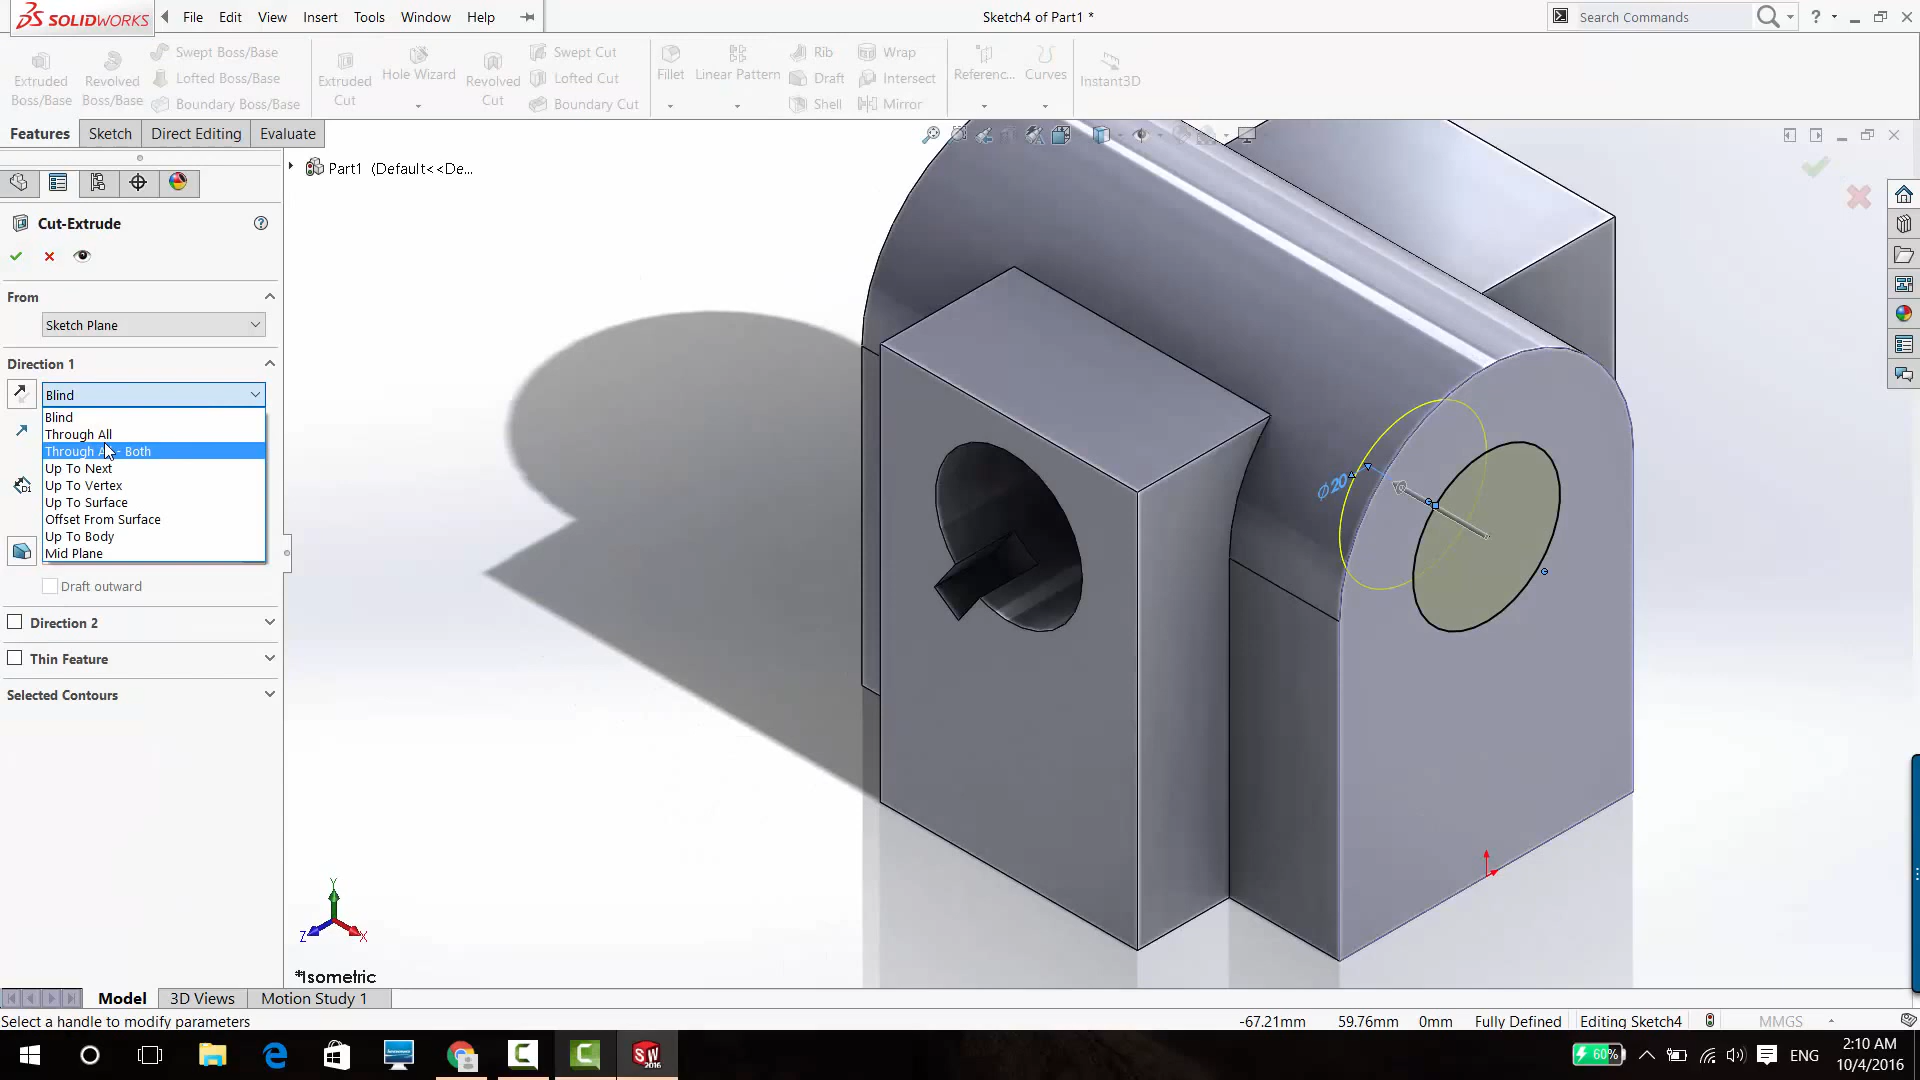 SOLIDWORKS File Edit View Insert Tools Window Help Sketch4 of Part1 * Search Commands
Extruded Boss/Base
Revolved Boss/Base
Swept Boss/Base
Lofted Boss/Base
Boundary Boss/Base
Extruded Cut
Hole Wizard
Revolved Cut
Swept Cut
Lofted Cut
Boundary Cut
Fillet
Linear Pattern
Rib
Draft
Shell
Wrap
Intersect
Mirror
Referenc...
Curves
Instant3D
Features Sketch Direct Editing Evaluate
Part1 (Default<<De...
Cut-Extrude
From
Sketch Plane
Direction 1
Blind
Blind
Through All
Through A - Both
Up To Next
Up To Vertex
Up To Surface
Offset From Surface
Up To Body
Mid Plane
Draft outward
Direction 2
Thin Feature
Selected Contours
Ø20
Y
Z X
*Isometric
Model 3D Views Motion Study 1
Select a handle to modify parameters -67.21mm 59.76mm 0mm Fully Defined Editing Sketch4 MMGS
60% ENG 2:10 AM
10/4/2016
SW
2016